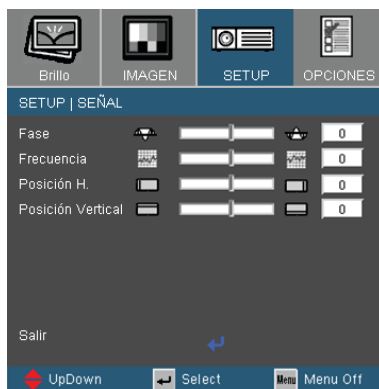 Brillo IMAGEN SETUP OPCIONES
SETUP | SEÑAL
Fase 0
Frecuencia 0
Posición H. 0
Posición Vertical 0
Salir
UpDown Select Menu Menu Off